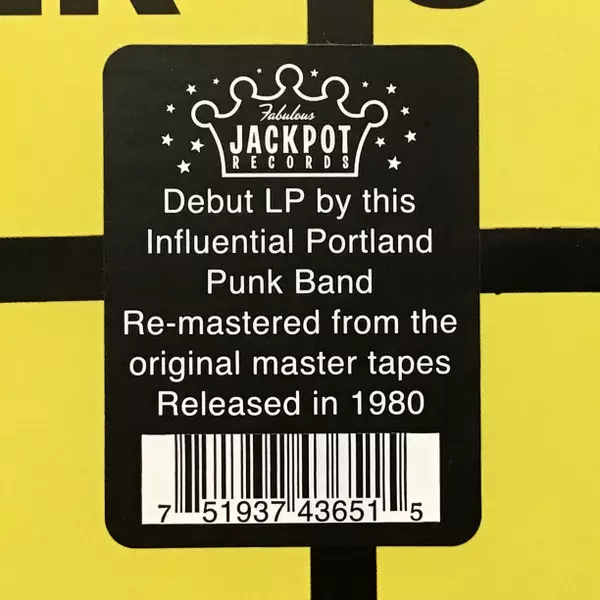 Fabulous
JACKPOT
RECORDS
Debut LP by this
Influential Portland
Punk Band
Re-mastered from the
original master tapes
Released in 1980
7 51937 43651 5